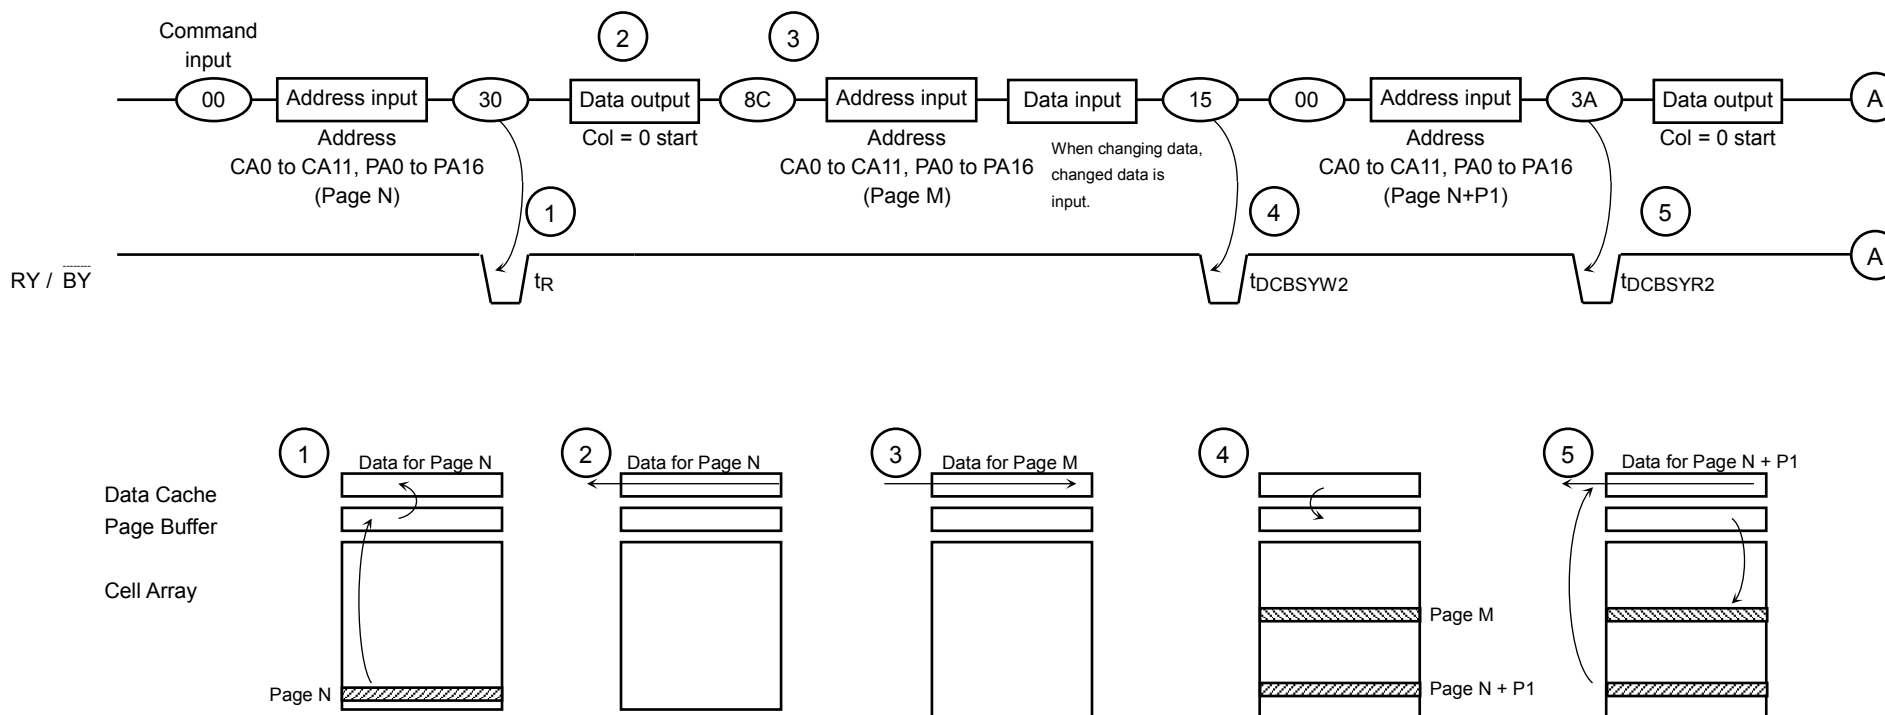 Command
input
2
3
00
Address input
30
Data output
8C
Address input
Data input
15
00
Address input
3A
Data output
A
Address
CA0 to CA11, PA0 to PA16
(Page N)
Col = 0 start
Address
CA0 to CA11, PA0 to PA16
(Page M)
When changing data,
changed data is
input.
Address
CA0 to CA11, PA0 to PA16
(Page N+P1)
Col = 0 start
1
4
5
RY / BY
tR
tDCBSYW2
tDCBSYR2
A
1
Data for Page N
2
Data for Page N
3
Data for Page M
4
5
Data for Page N + P1
Data Cache
Page Buffer
Cell Array
Page N
Page M
Page N + P1